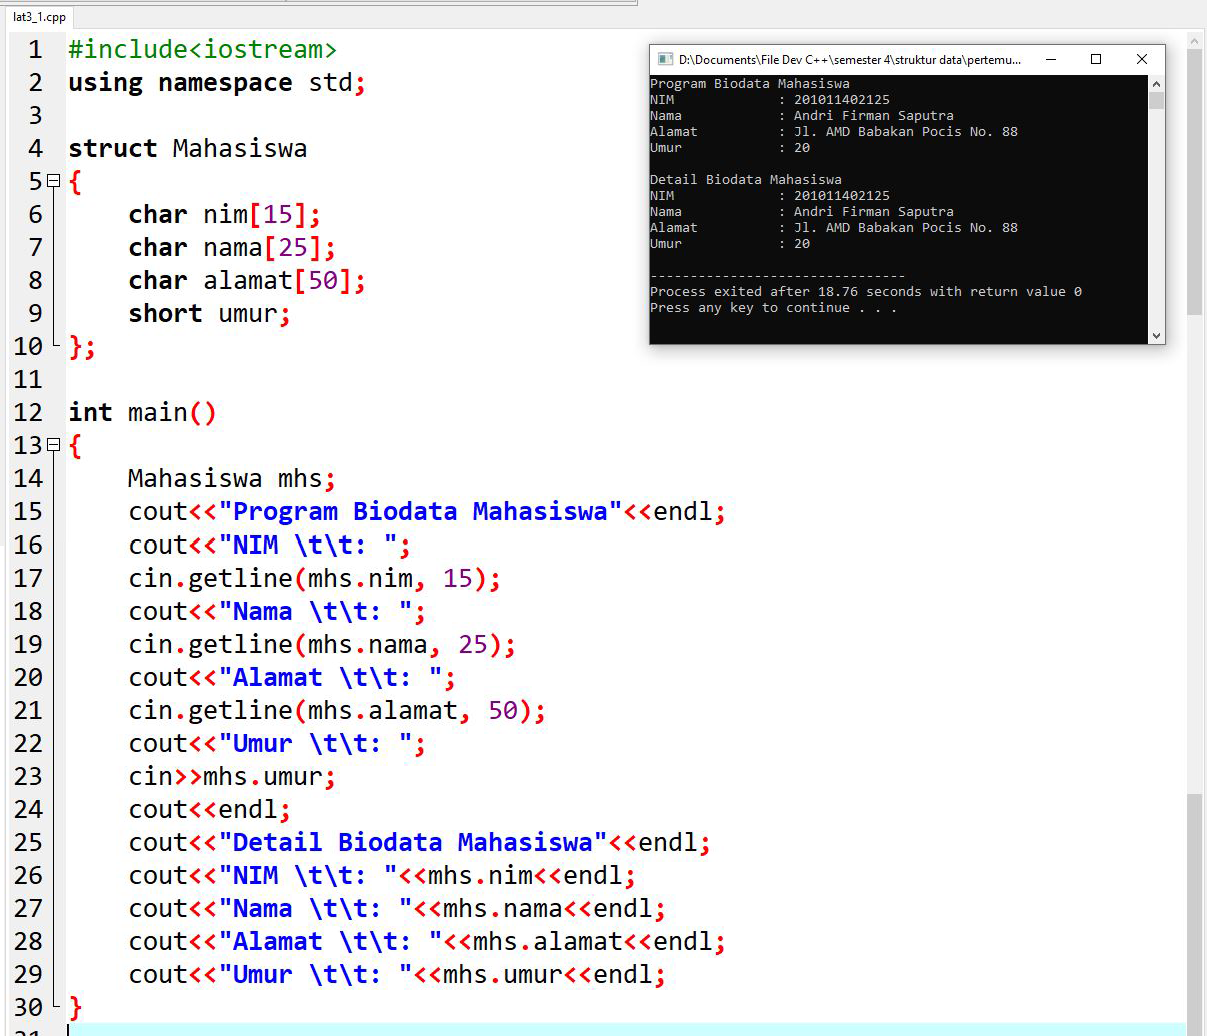 lat3_1.cpp
1 #include<iostream>
2 using namespace std;
3
4 struct Mahasiswa
5 {
6 char nim[15];
7 char nama[25];
8 char alamat[50];
9 short umur;
10 };
11
12 int main()
13 {
14 Mahasiswa mhs;
15 cout<<"Program Biodata Mahasiswa"<<endl;
16 cout<<"NIM \t\t: ";
17 cin.getline(mhs.nim, 15);
18 cout<<"Nama \t\t: ";
19 cin.getline(mhs.nama, 25);
20 cout<<"Alamat \t\t: ";
21 cin.getline(mhs.alamat, 50);
22 cout<<"Umur \t\t: ";
23 cin>>mhs.umur;
24 cout<<endl;
25 cout<<"Detail Biodata Mahasiswa"<<endl;
26 cout<<"NIM \t\t: "<<mhs.nim<<endl;
27 cout<<"Nama \t\t: "<<mhs.nama<<endl;
28 cout<<"Alamat \t\t: "<<mhs.alamat<<endl;
29 cout<<"Umur \t\t: "<<mhs.umur<<endl;
30 }
31
D:\Documents\File Dev C++\semester 4\struktur data\pertemu...
Program Biodata Mahasiswa
NIM : 201011402125
Nama : Andri Firman Saputra
Alamat : Jl. AMD Babakan Pocis No. 88
Umur : 20

Detail Biodata Mahasiswa
NIM : 201011402125
Nama : Andri Firman Saputra
Alamat : Jl. AMD Babakan Pocis No. 88
Umur : 20

--------------------------------
Process exited after 18.76 seconds with return value 0
Press any key to continue . . .